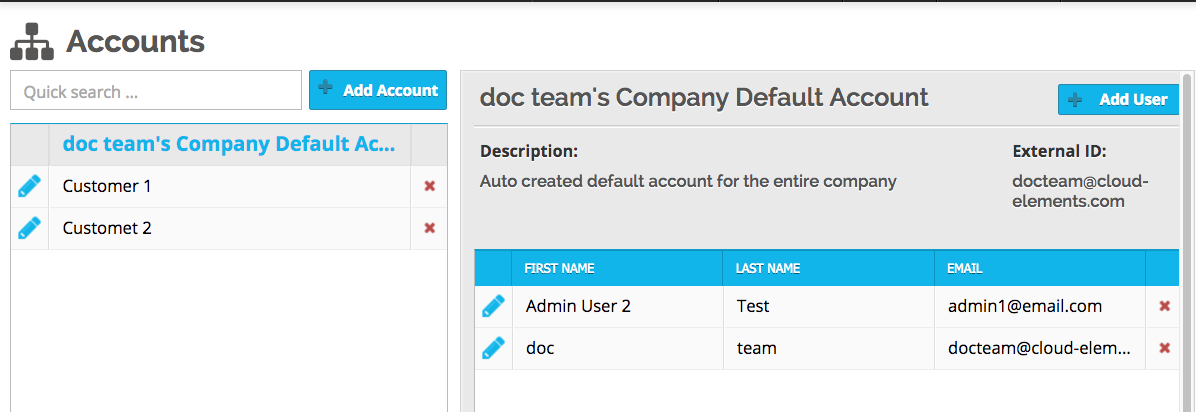 Accounts
Quick search ...
Add Account
doc team's Company Default Ac...
Customer 1
Customet 2
doc team's Company Default Account
Add User
Description:
External ID:
Auto created default account for the entire company
docteam@cloud-
elements.com
FIRST NAME
LAST NAME
EMAIL
Admin User 2
Test
admin1@email.com
doc
team
docteam@cloud-elem...